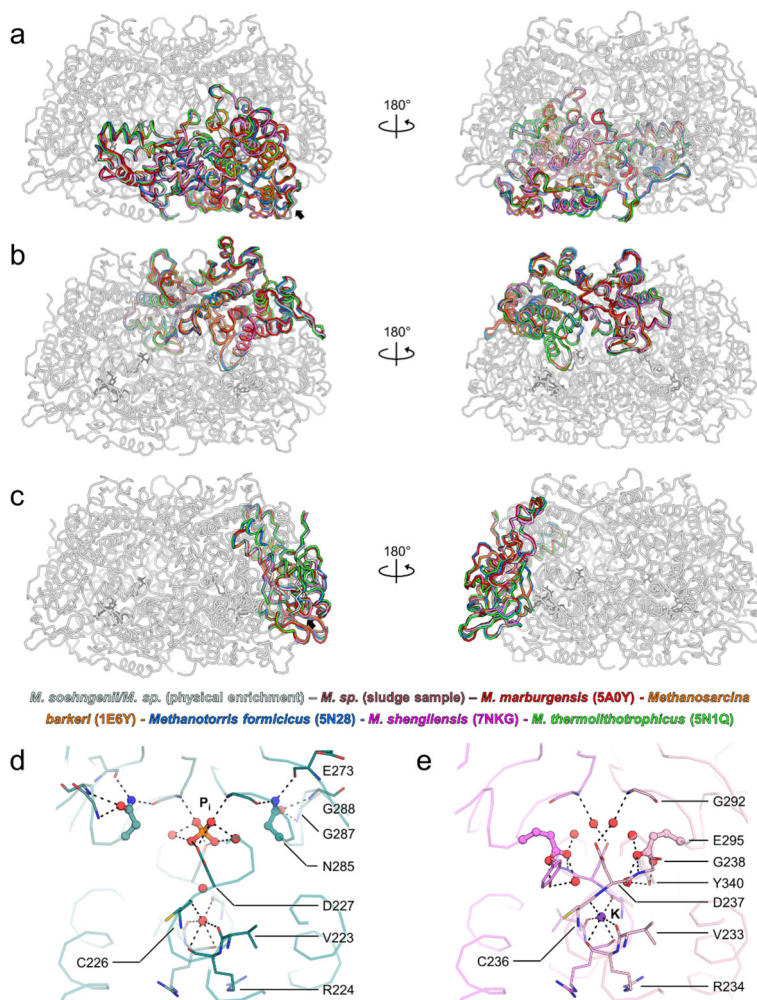 a
180°
b
180°
c
180°
M. soehngenii/M. sp. (physical enrichment) – M. sp. (sludge sample) – M. marburgensis (5A0Y) - Methanosarcina
barkeri (1E6Y) - Methanotorris formicicus (5N28) - M. shengliensis (7NKG) - M. thermolithotrophicus (5N1Q)
d
E273
Pi
G288
G287
N285
D227
V223
C226
R224
e
G292
E295
G238
Y340
D237
K
V233
C236
R234